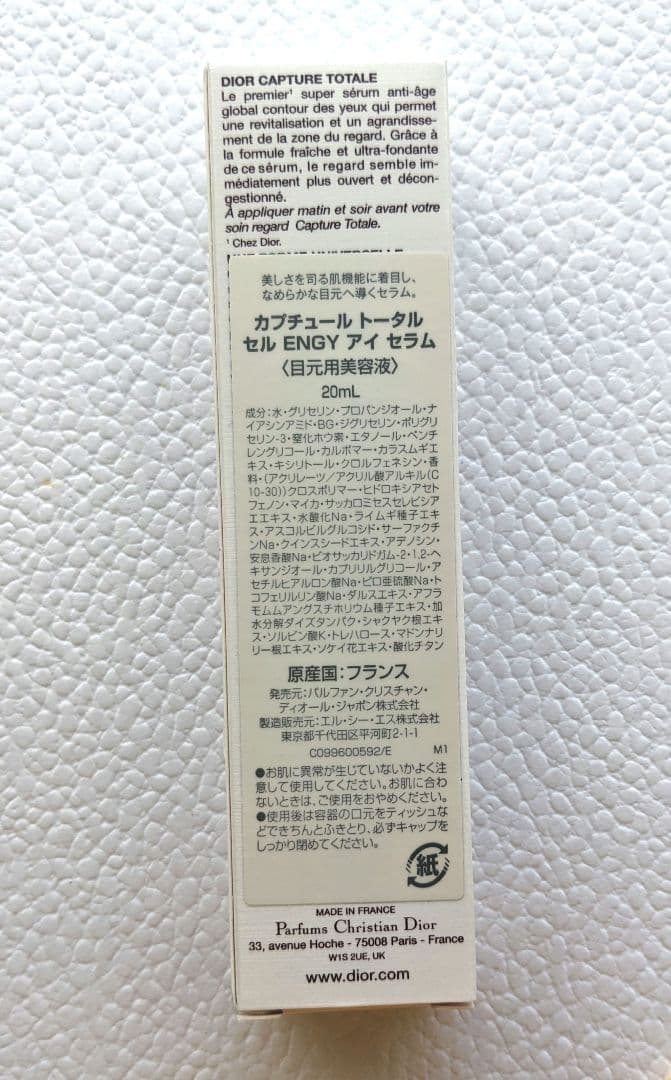 DIOR CAPTURE TOTALE
Le premier¹ super sérum anti-âge
global contour des yeux qui permet
une revitalisation et un agrandisse-
ment de la zone du regard. Grâce à
la formule fraîche et ultra-fondante
de ce sérum, le regard semble im-
médiatement plus ouvert et décon-
gestionné.
À appliquer matin et soir avant votre
soin regard Capture Totale.
¹ Chez Dior.
美しさを司る肌機能に着目し、
なめらかな目元へ導くセラム。
カプチュール トータル
セル ENGY アイ セラム
〈目元用美容液〉
20mL
成分：水・グリセリン・プロパンジオール・ナ
イアシンアミド・BG・ジグリセリン・ポリグリ
セリン-3・窒化ホウ素・エタノール・ペンチ
レングリコール・カルボマー・カラスムギエ
キス・キシリトール・クロルフェネシン・香
料・(アクリレーツ／アクリル酸アルキル(C
10-30))クロスポリマー・ヒドロキシアセト
フェノン・マイカ・サッカロミセスセレビシア
エエキス・水酸化Na・ライムギ種子エキ
ス・アスコルビルグルコシド・サーファクチ
ンNa・クインスシードエキス・アデノシン・
安息香酸Na・ビオサッカリドガム-2・1,2-ヘ
キサンジオール・カプリリルグリコール・ア
セチルヒアルロン酸Na・ピロ亜硫酸Na・ト
コフェリルリン酸Na・ダルスエキス・アフラ
モムムアングスチホリウム種子エキス・加
水分解ダイズタンパク・シャクヤク根エキ
ス・ソルビン酸K・トレハロース・マドンナリ
リー根エキス・ソケイ花エキス・酸化チタン
原産国：フランス
発売元：パルファン・クリスチャン・
ディオール・ジャポン株式会社
製造販売元：エル・シー・エス株式会社
東京都千代田区平河町2-1-1
C099600592/E M1
●お肌に異常が生じていないかよく注
意して使用してください。お肌に合わ
ないときは、ご使用をおやめください。
●使用後は容器の口元をティッシュな
どできちんとふきとり、必ずキャップを
しっかり閉めてください。
紙
MADE IN FRANCE
Parfums Christian Dior
33, avenue Hoche - 75008 Paris - France
W1S 2UE, UK
www.dior.com